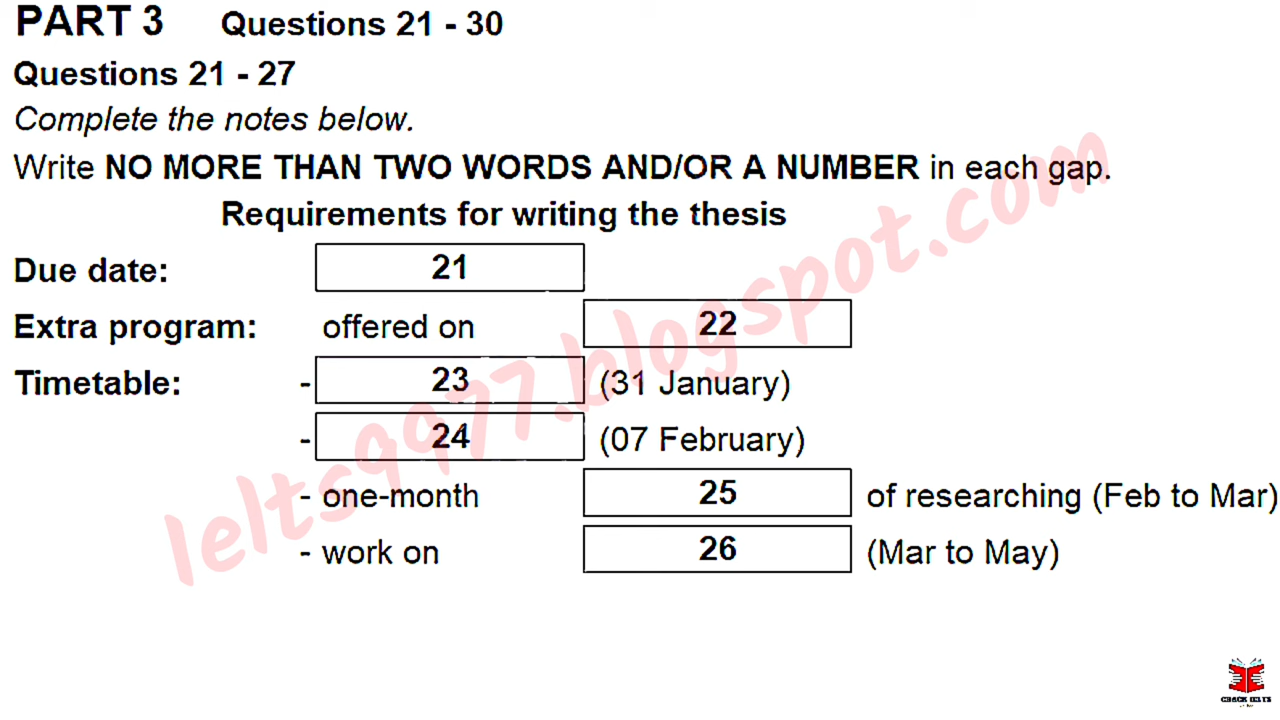 PART 3 Questions 21 - 30
Questions 21 - 27
Complete the notes below.
Write NO MORE THAN TWO WORDS AND/OR A NUMBER in each gap.
Requirements for writing the thesis
Due date: 21
Extra program: offered on 22
Timetable: - 23 (31 January)
- 24 (07 February)
- one-month 25 of researching (Feb to Mar)
- work on 26 (Mar to May)
Ielts9977.blogspot.com
CRACK IELTS